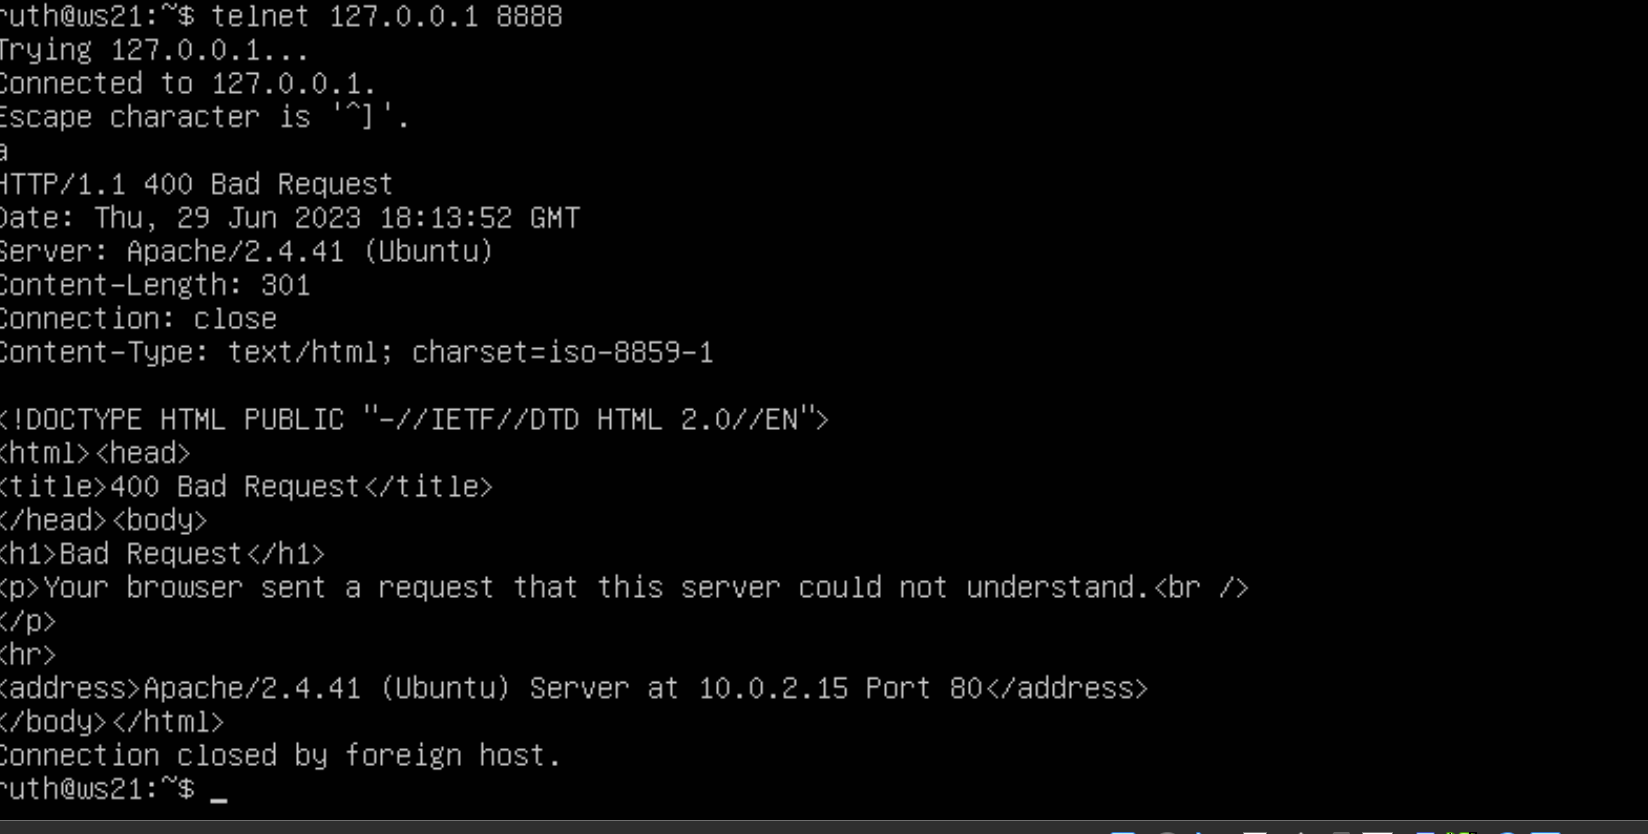 ruth@ws21:~$ telnet 127.0.0.1 8888
Trying 127.0.0.1...
Connected to 127.0.0.1.
Escape character is '^]'.
a
HTTP/1.1 400 Bad Request
Date: Thu, 29 Jun 2023 18:13:52 GMT
Server: Apache/2.4.41 (Ubuntu)
Content-Length: 301
Connection: close
Content-Type: text/html; charset=iso-8859-1

<!DOCTYPE HTML PUBLIC "-//IETF//DTD HTML 2.0//EN">
<html><head>
<title>400 Bad Request</title>
</head><body>
<h1>Bad Request</h1>
<p>Your browser sent a request that this server could not understand.<br />
</p>
<hr>
<address>Apache/2.4.41 (Ubuntu) Server at 10.0.2.15 Port 80</address>
</body></html>
Connection closed by foreign host.
ruth@ws21:~$ _